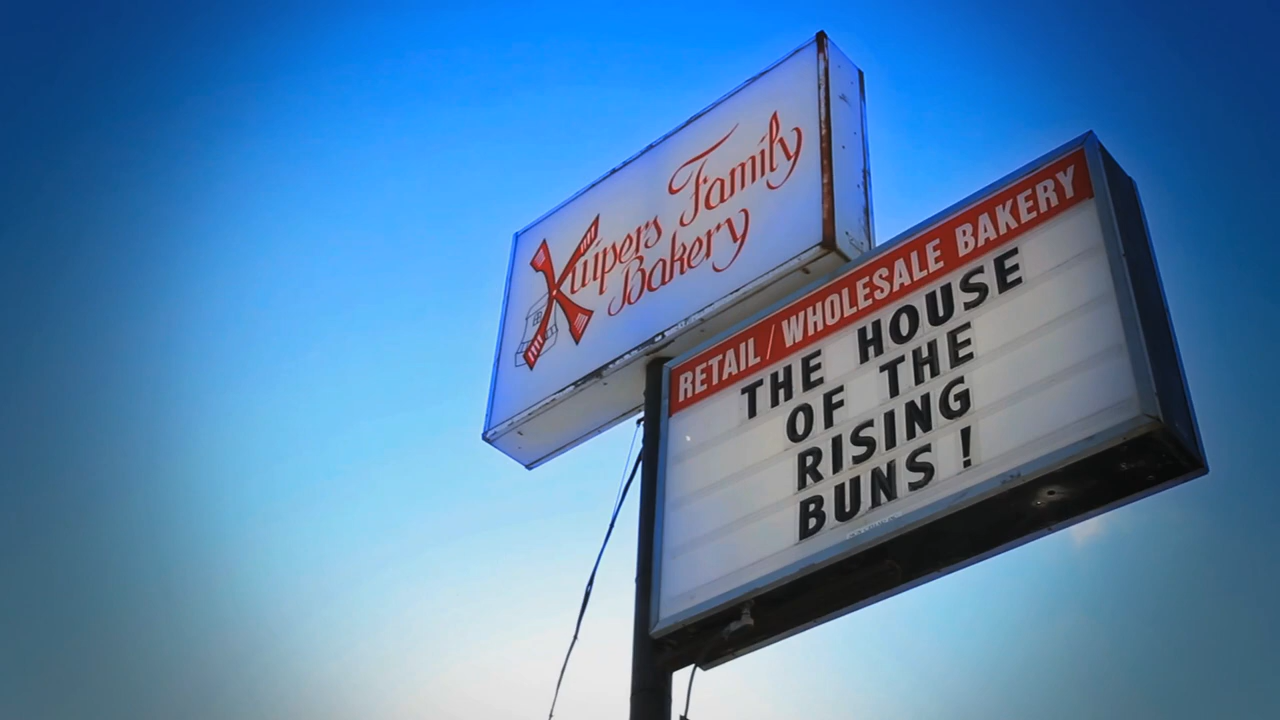 Kuipers Family
Bakery
RETAIL / WHOLESALE BAKERY
THE HOUSE
OF THE
RISING
BUNS !